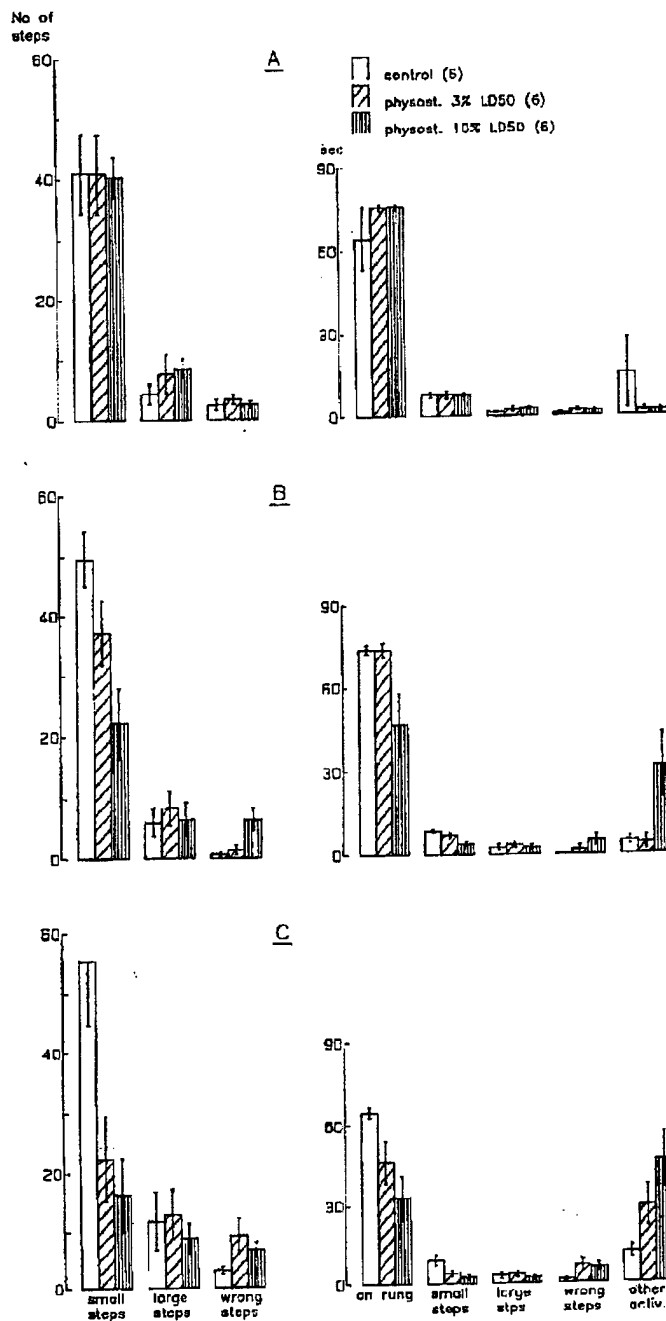 No of
steps
A
control (6)
physost. 3% LD50 (6)
physost. 10% LD50 (6)
60
40
20
0
sec
90
60
30
0
B
60
40
20
0
90
60
30
0
C
60
40
20
0
90
60
30
0
small
steps
large
steps
wrong
steps
on rung
small
steps
large
stps
wrong
steps
other
activ.